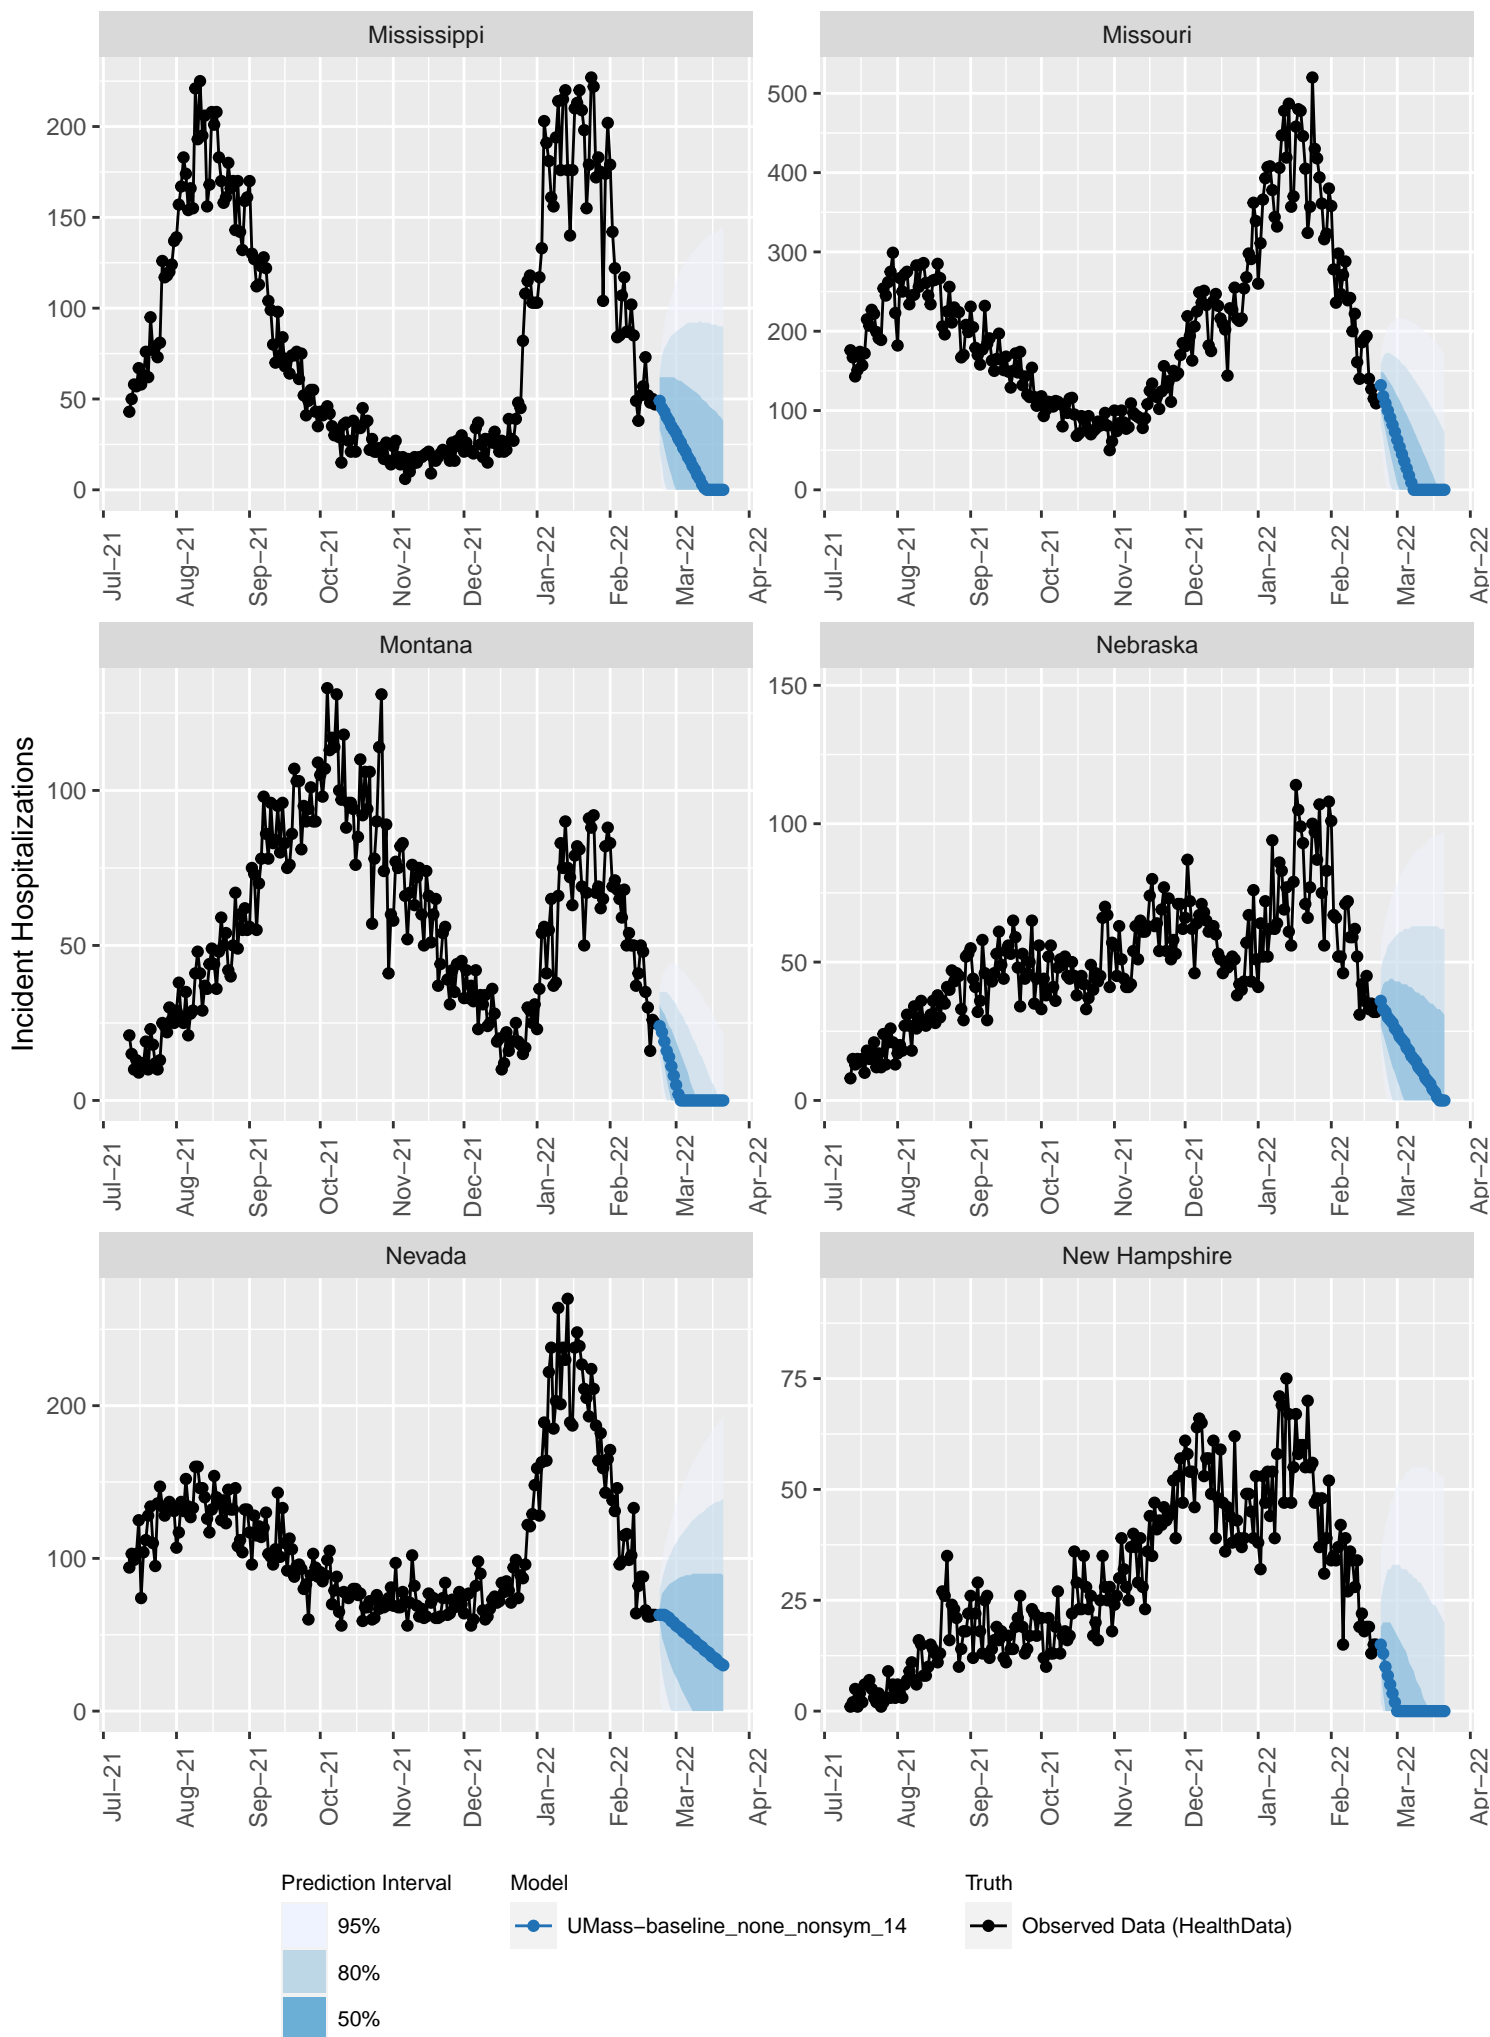 Mississippi
Missouri
200
150
100
50
0
500
400
300
200
100
0
Jul−21
Aug−21
Sep−21
Oct−21
Nov−21
Dec−21
Jan−22
Feb−22
Mar−22
Apr−22
Jul−21
Aug−21
Sep−21
Oct−21
Nov−21
Dec−21
Jan−22
Feb−22
Mar−22
Apr−22
Montana
Nebraska
Incident Hospitalizations
100
50
0
150
100
50
0
Jul−21
Aug−21
Sep−21
Oct−21
Nov−21
Dec−21
Jan−22
Feb−22
Mar−22
Apr−22
Jul−21
Aug−21
Sep−21
Oct−21
Nov−21
Dec−21
Jan−22
Feb−22
Mar−22
Apr−22
Nevada
New Hampshire
200
100
0
75
50
25
0
Jul−21
Aug−21
Sep−21
Oct−21
Nov−21
Dec−21
Jan−22
Feb−22
Mar−22
Apr−22
Jul−21
Aug−21
Sep−21
Oct−21
Nov−21
Dec−21
Jan−22
Feb−22
Mar−22
Apr−22
Prediction Interval
95%
80%
50%
Model
UMass−baseline_none_nonsym_14
Truth
Observed Data (HealthData)